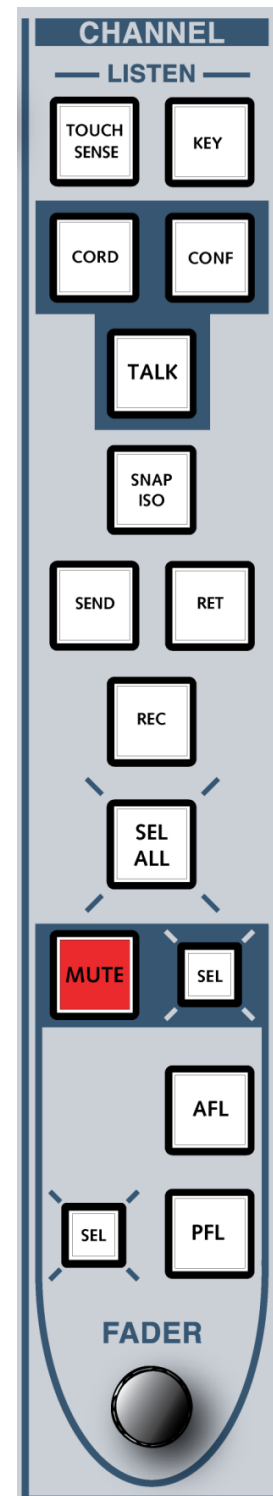 CHANNEL
LISTEN
TOUCH
SENSE
KEY
CORD
CONF
TALK
SNAP
ISO
SEND
RET
REC
SEL
ALL
MUTE
SEL
AFL
SEL
PFL
FADER